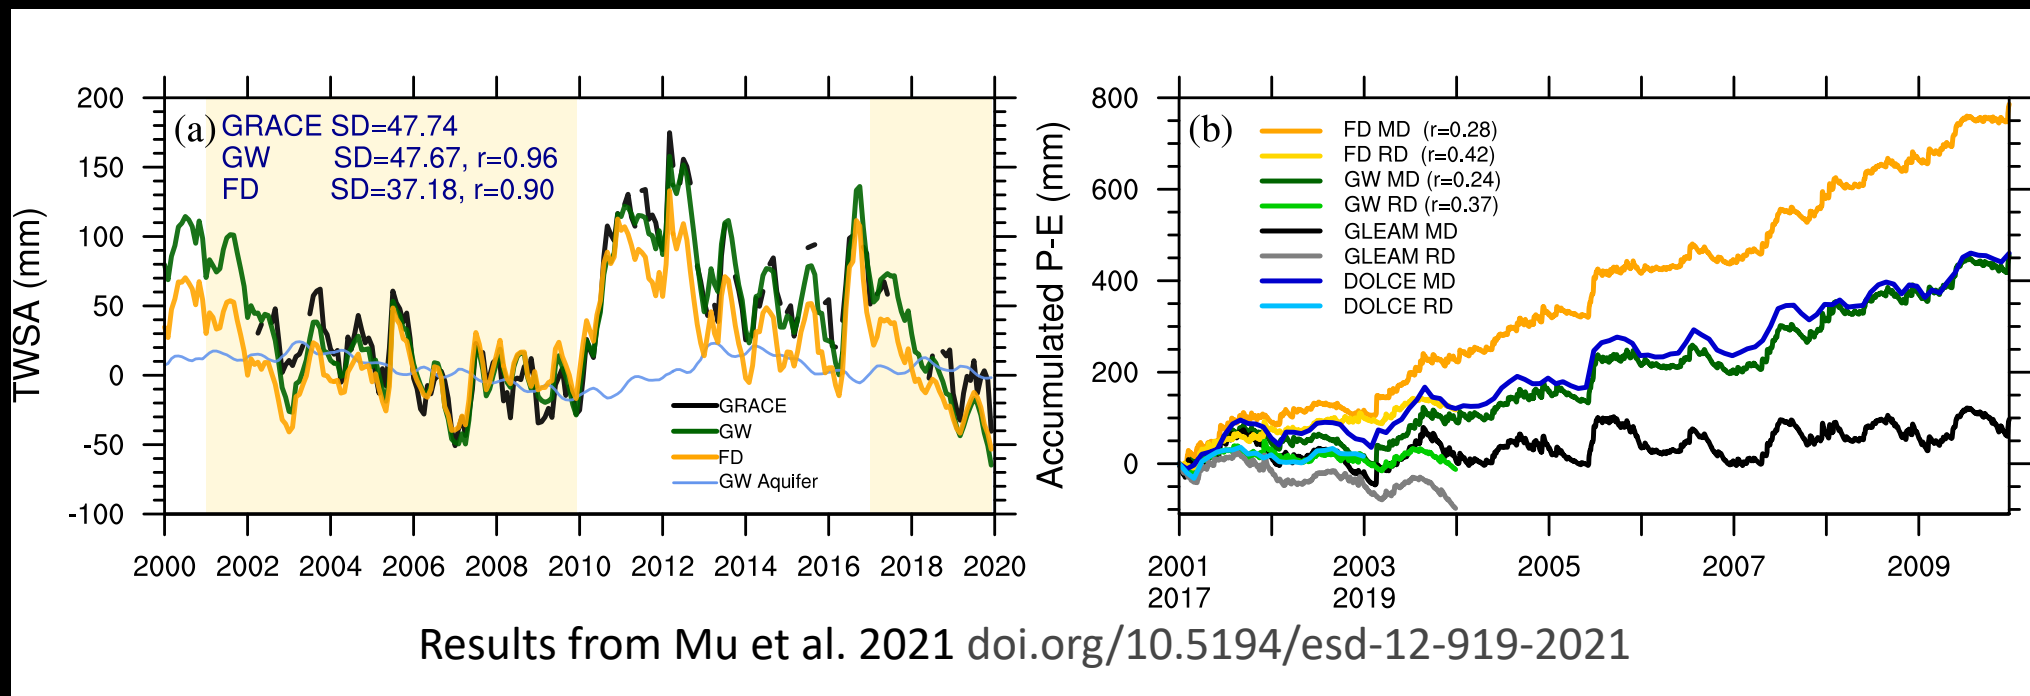 (a)
GRACE SD=47.74
GW SD=47.67, r=0.96
FD SD=37.18, r=0.90
TWSA (mm)
200
150
100
50
0
-50
-100
GRACE
GW
FD
GW Aquifer
2000 2002 2004 2006 2008 2010 2012 2014 2016 2018 2020
(b)
FD MD (r=0.28)
FD RD (r=0.42)
GW MD (r=0.24)
GW RD (r=0.37)
GLEAM MD
GLEAM RD
DOLCE MD
DOLCE RD
Accumulated P-E (mm)
800
600
400
200
0
2001 2003 2005 2007 2009
2017 2019
Results from Mu et al. 2021 doi.org/10.5194/esd-12-919-2021